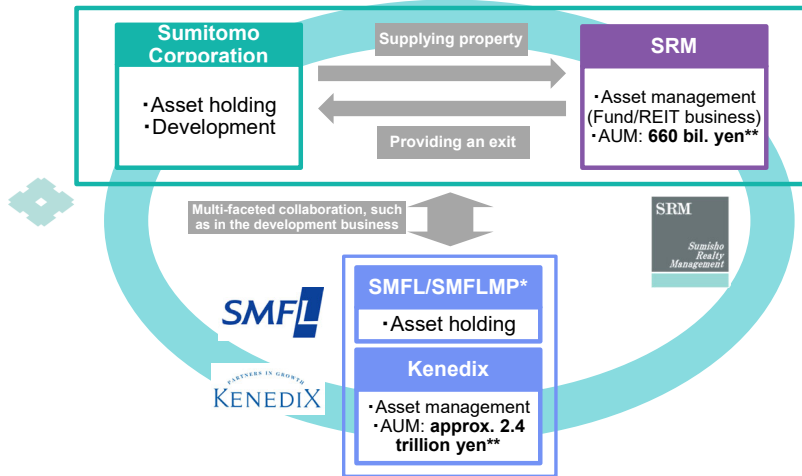 Sumitomo
Corporation
・Asset holding
・Development
Supplying property
Providing an exit
SRM
・Asset management
(Fund/REIT business)
・AUM: 660 bil. yen**
Multi-faceted collaboration, such
as in the development business
SRM
Sumisho
Realty
Management
SMFL
SMFL/SMFLMP*
・Asset holding
PARTNERS IN GROWTH
KENEDIX
Kenedix
・Asset management
・AUM: approx. 2.4
trillion yen**